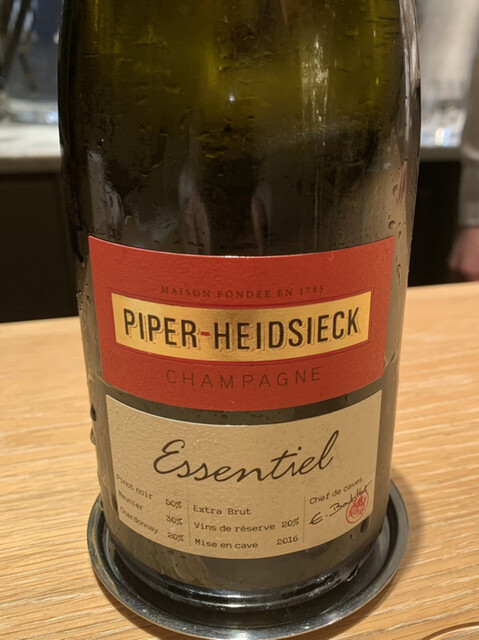 MAISON FONDÉE EN 1785
PIPER-HEIDSIECK
CHAMPAGNE
Essentiel
Pinot noir 50%
Meunier 30%
Chardonnay 20%
Extra Brut
Vins de réserve 20%
Mise en cave 2016
Chef de caves